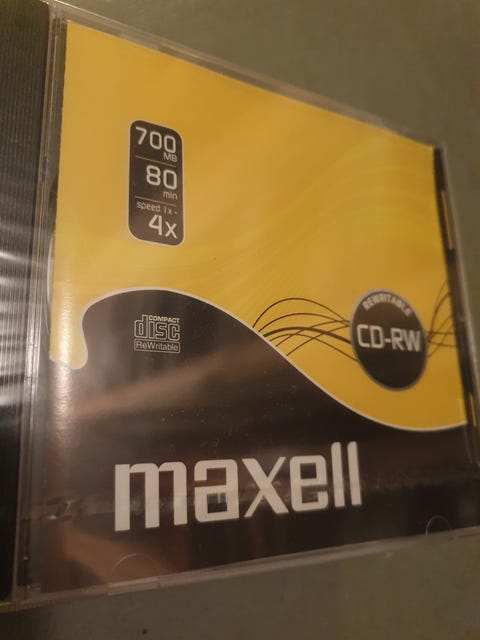 700
MB
80
min
speed 1x -
4x
COMPACT
disc
ReWritable
REWRITABLE
CD-RW
maxell